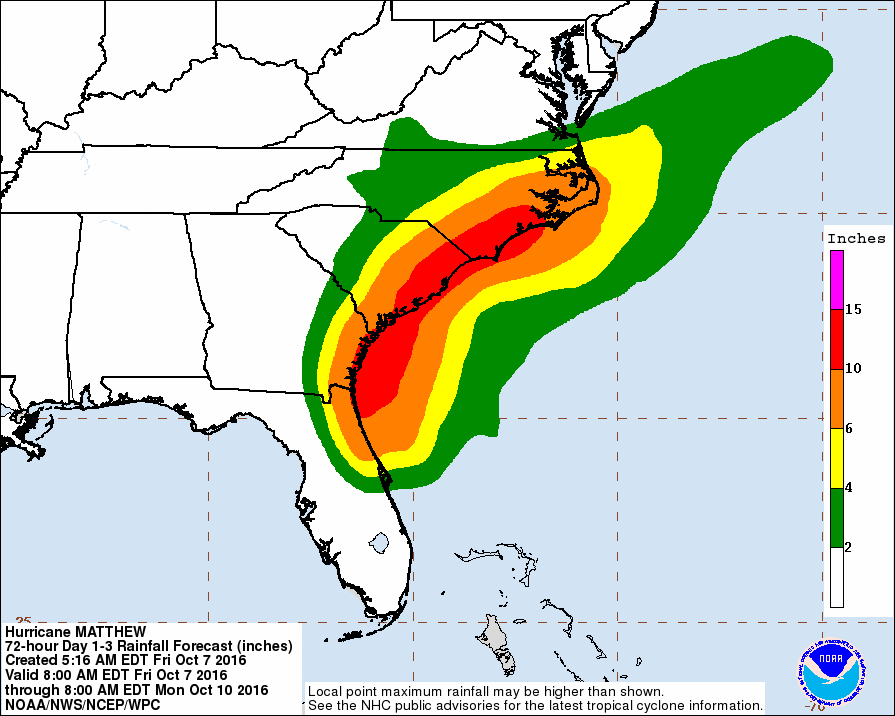 Inches
15
10
6
4
2
25
Hurricane MATTHEW
72-hour Day 1-3 Rainfall Forecast (inches)
Created 5:16 AM EDT Fri Oct 7 2016
Valid 8:00 AM EDT Fri Oct 7 2016
through 8:00 AM EDT Mon Oct 10 2016
NOAA/NWS/NCEP/WPC
Local point maximum rainfall may be higher than shown.
See the NHC public advisories for the latest tropical cyclone information.
NOAA
-70